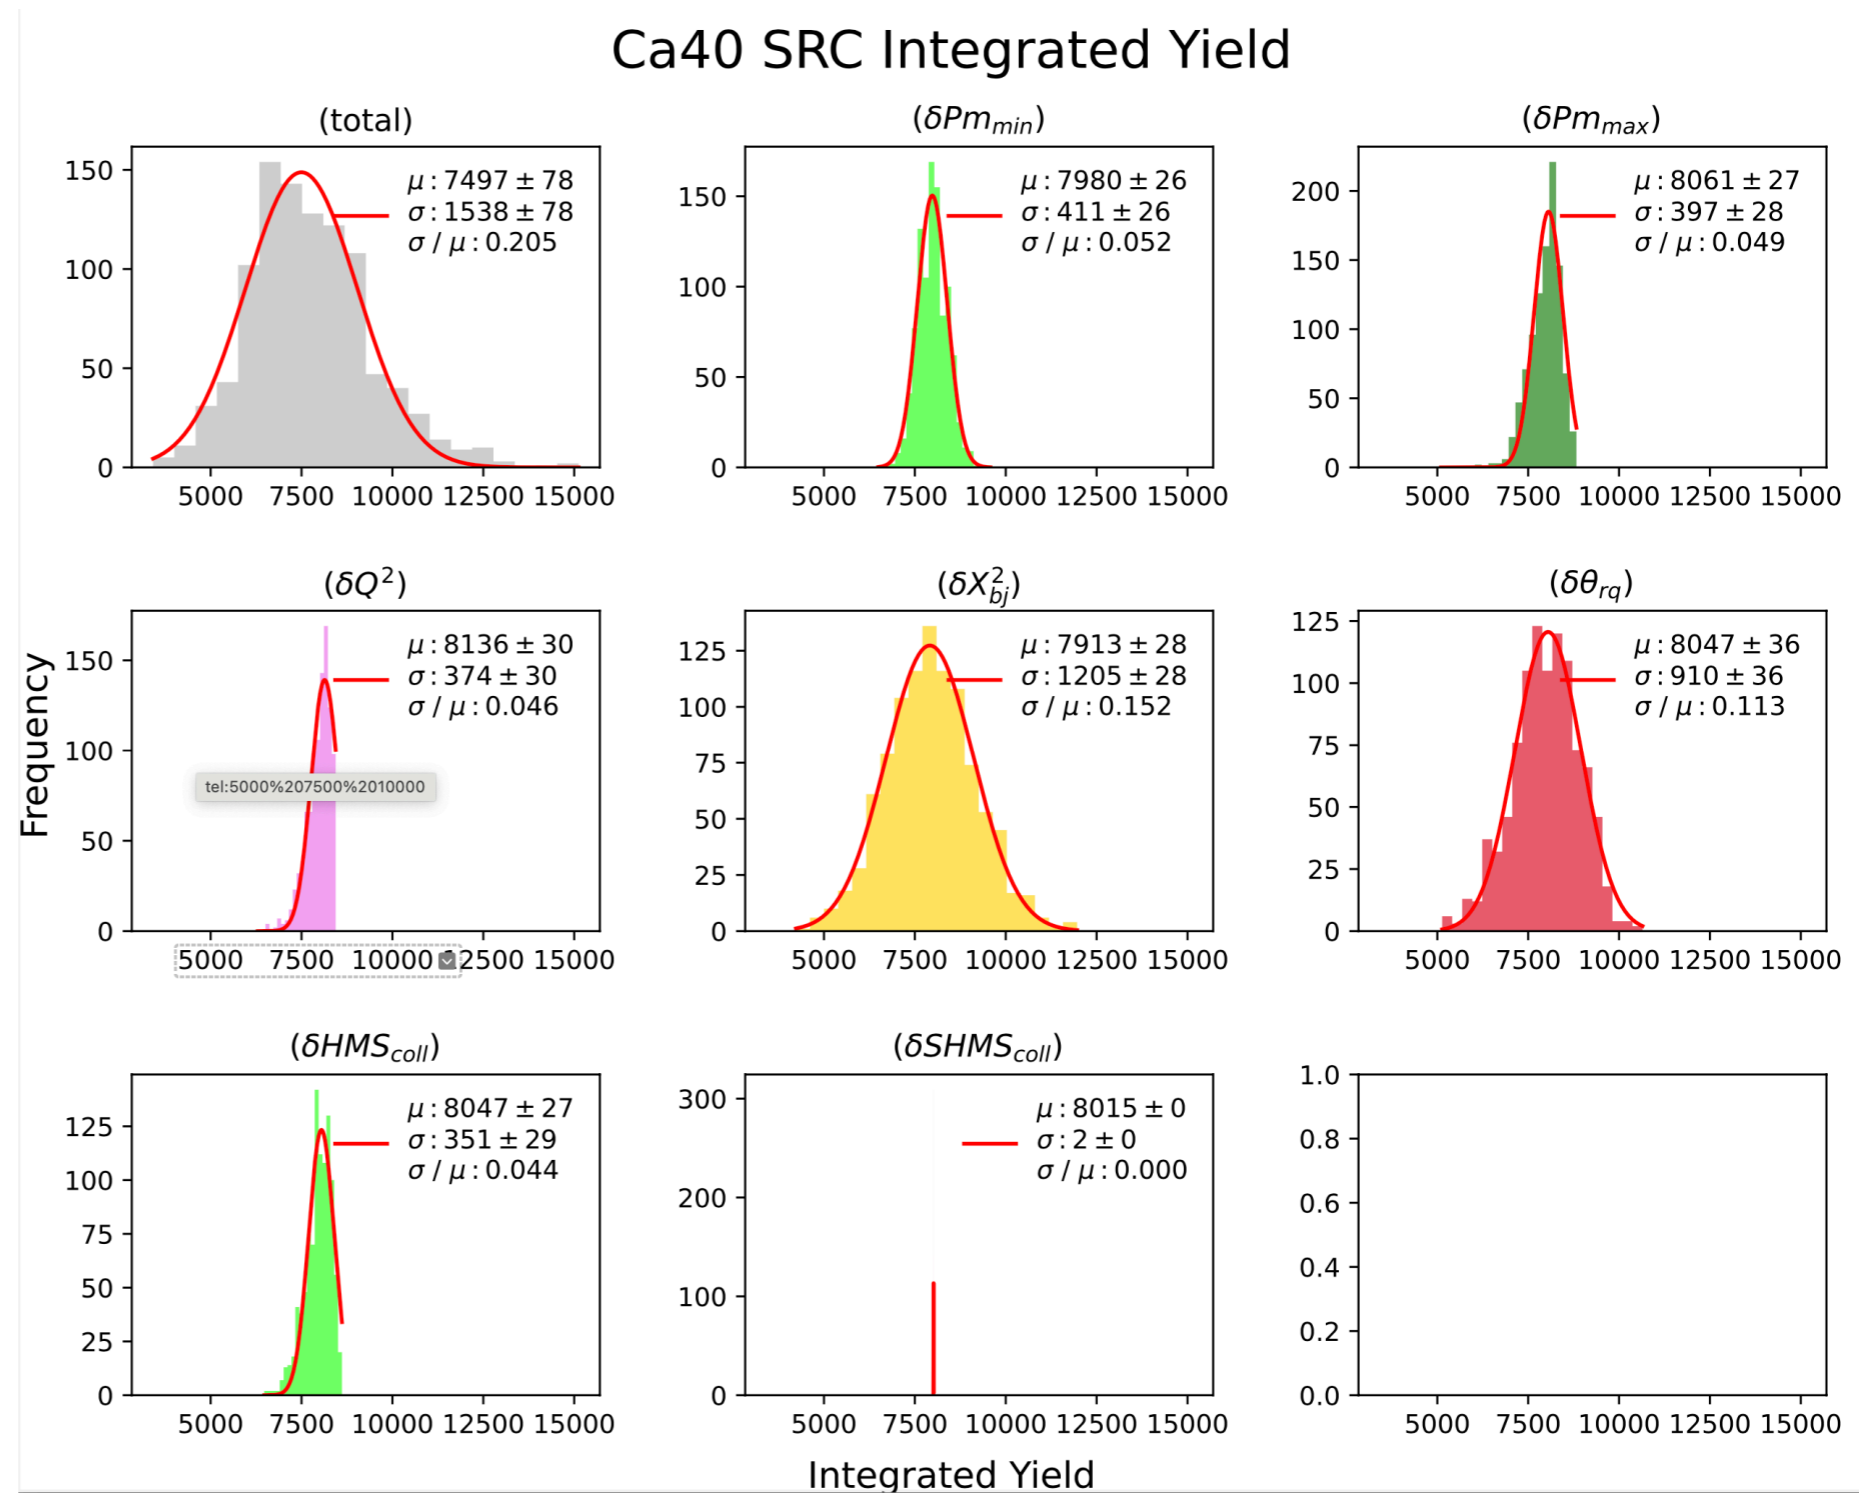 Ca40 SRC Integrated Yield
(total)
150
100
50
0
5000 7500 10000 12500 15000
μ : 7497 ± 78
σ : 1538 ± 78
σ / μ : 0.205
(δPm_min)
150
100
50
0
5000 7500 10000 12500 15000
μ : 7980 ± 26
σ : 411 ± 26
σ / μ : 0.052
(δPm_max)
200
150
100
50
0
5000 7500 10000 12500 15000
μ : 8061 ± 27
σ : 397 ± 28
σ / μ : 0.049
Frequency
(δQ²)
150
100
50
0
5000 7500 10000 12500 15000
μ : 8136 ± 30
σ : 374 ± 30
σ / μ : 0.046
tel:5000%207500%2010000
(δX²_bj)
125
100
75
50
25
0
5000 7500 10000 12500 15000
μ : 7913 ± 28
σ : 1205 ± 28
σ / μ : 0.152
(δθ_rq)
125
100
75
50
25
0
5000 7500 10000 12500 15000
μ : 8047 ± 36
σ : 910 ± 36
σ / μ : 0.113
(δHMS_coll)
125
100
75
50
25
0
5000 7500 10000 12500 15000
μ : 8047 ± 27
σ : 351 ± 29
σ / μ : 0.044
(δSHMS_coll)
300
200
100
0
5000 7500 10000 12500 15000
μ : 8015 ± 0
σ : 2 ± 0
σ / μ : 0.000
1.0
0.8
0.6
0.4
0.2
0.0
5000 7500 10000 12500 15000
Integrated Yield